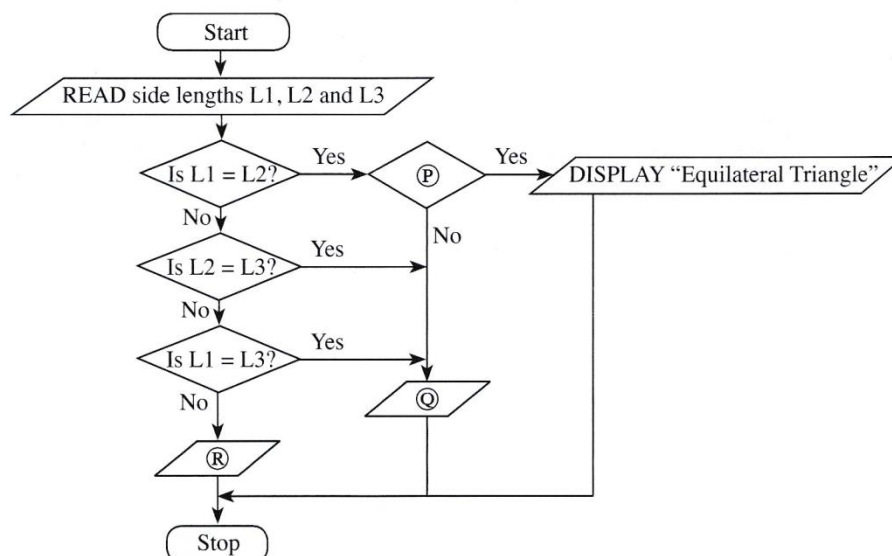 Start
READ side lengths L1, L2 and L3
Is L1 = L2?
Yes
P
Yes
DISPLAY “Equilateral Triangle”
No
No
Is L2 = L3?
Yes
No
Is L1 = L3?
Yes
No
Q
R
Stop